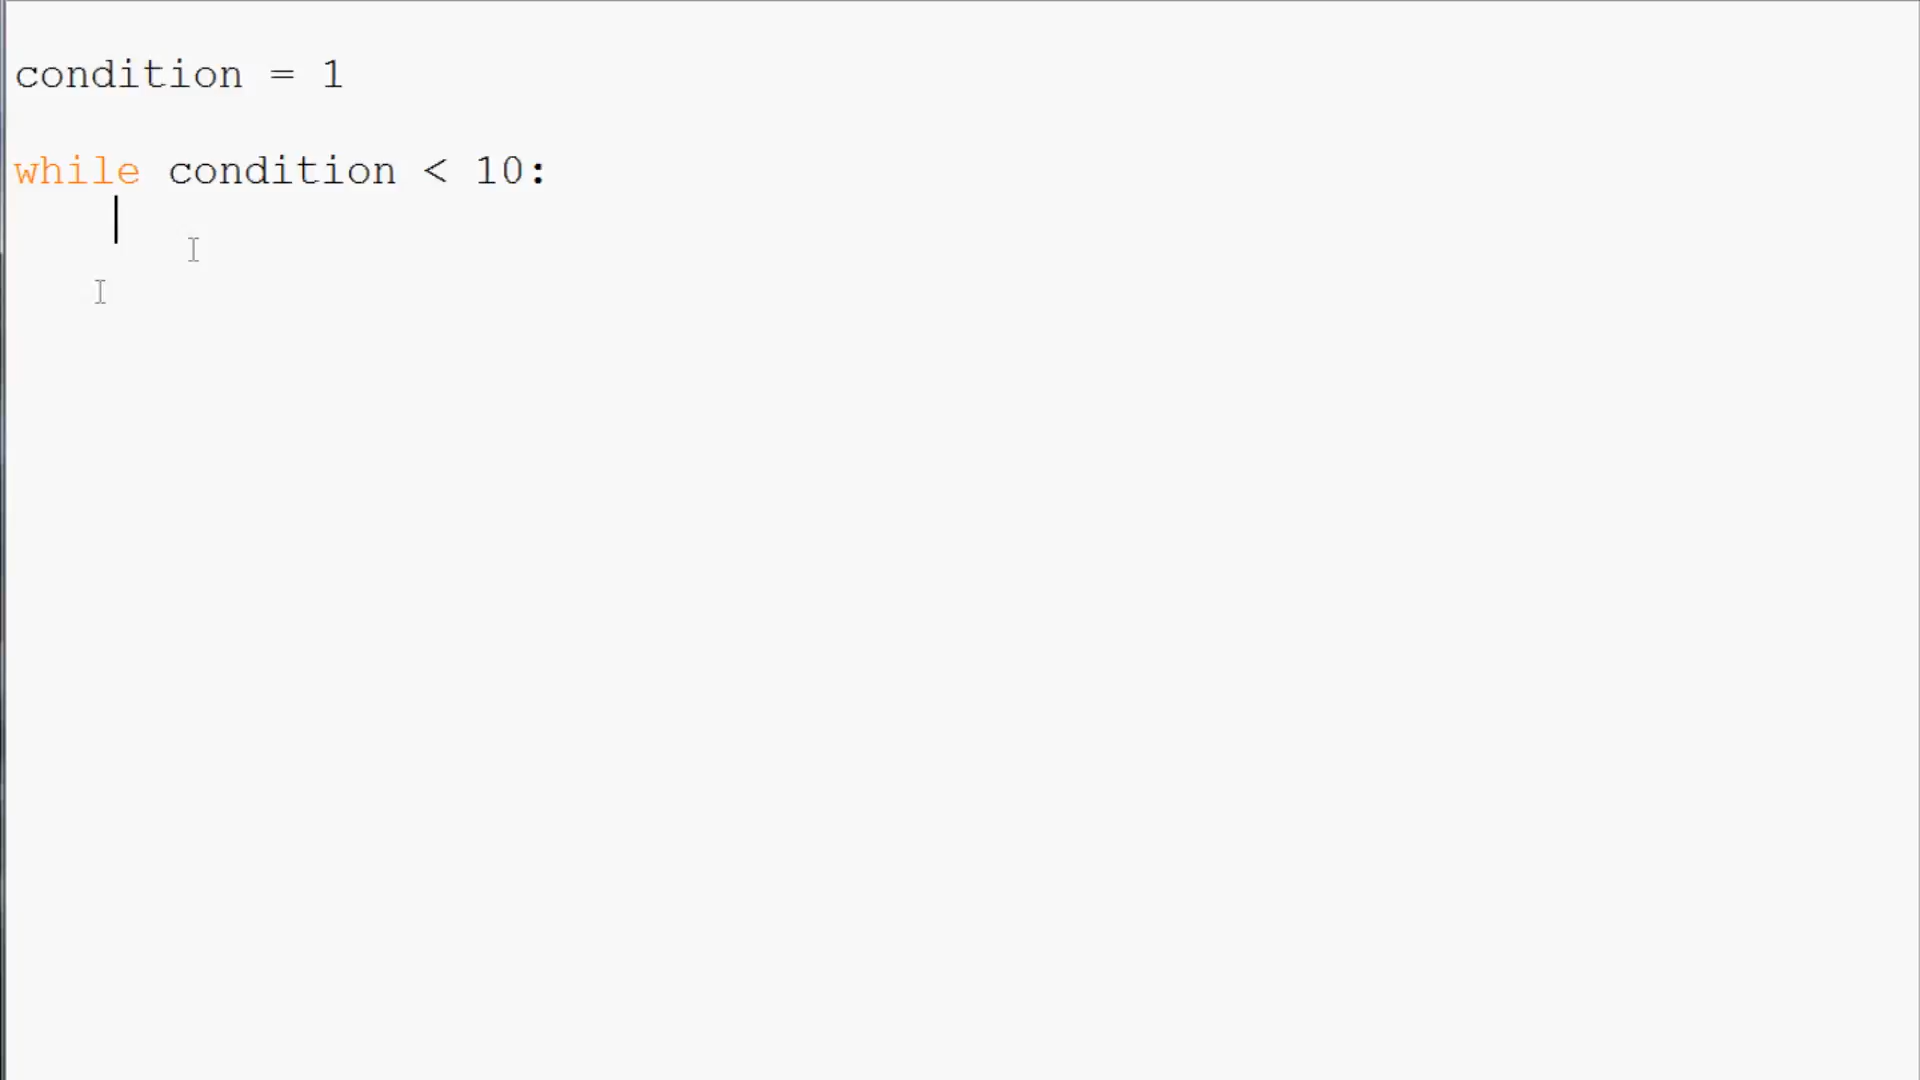 condition = 1
while condition < 10: